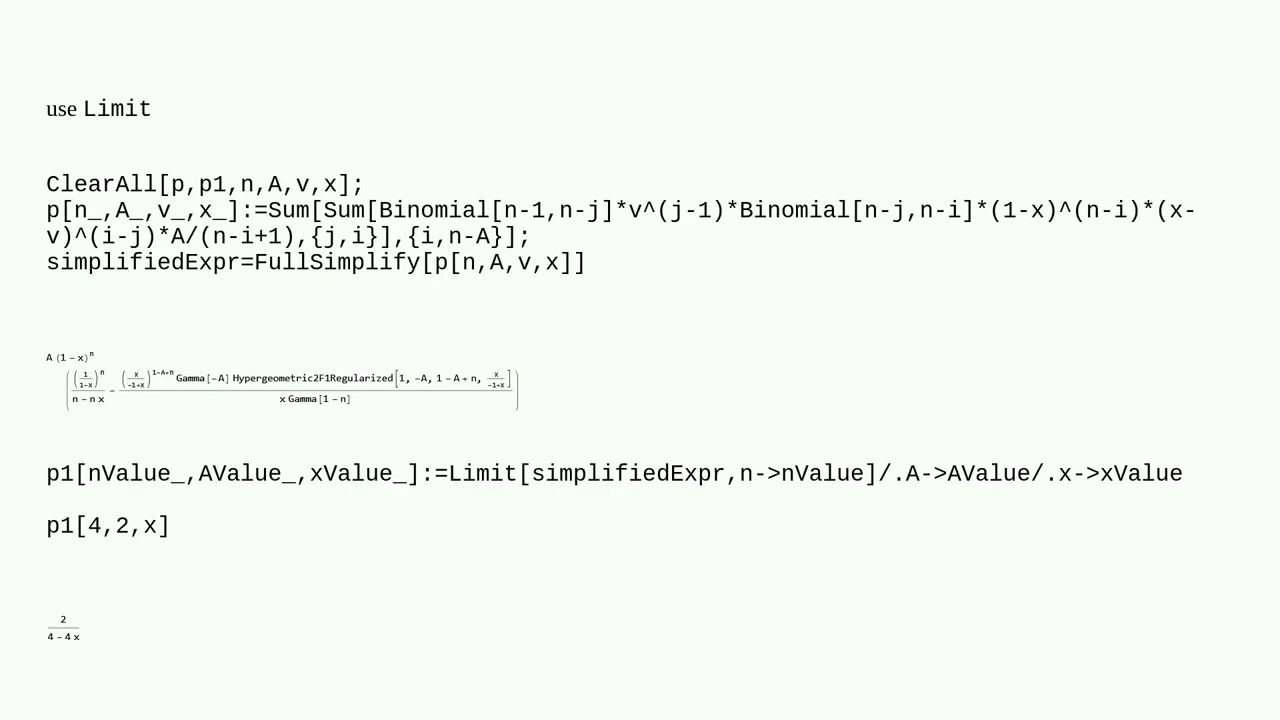 use Limit
ClearAll[p,p1,n,A,v,x];
p[n_,A_,v_,x_]:=Sum[Sum[Binomial[n-1,n-j]*v^(j-1)*Binomial[n-j,n-i]*(1-x)^(n-i)*(x-
v)^(i-j)*A/(n-i+1),{j,i}],{i,n-A}];
simplifiedExpr=FullSimplify[p[n,A,v,x]]
A (1 - x)^n
(((1/(1-x))^n)/(n - n x) - ((x/(-1+x))^(1-A+n) Gamma[-A] Hypergeometric2F1Regularized[1, -A, 1 - A + n, x/(-1+x)])/(x Gamma[1 - n]))
p1[nValue_,AValue_,xValue_]:=Limit[simplifiedExpr,n->nValue]/.A->AValue/.x->xValue
p1[4,2,x]
2/(4 - 4 x)